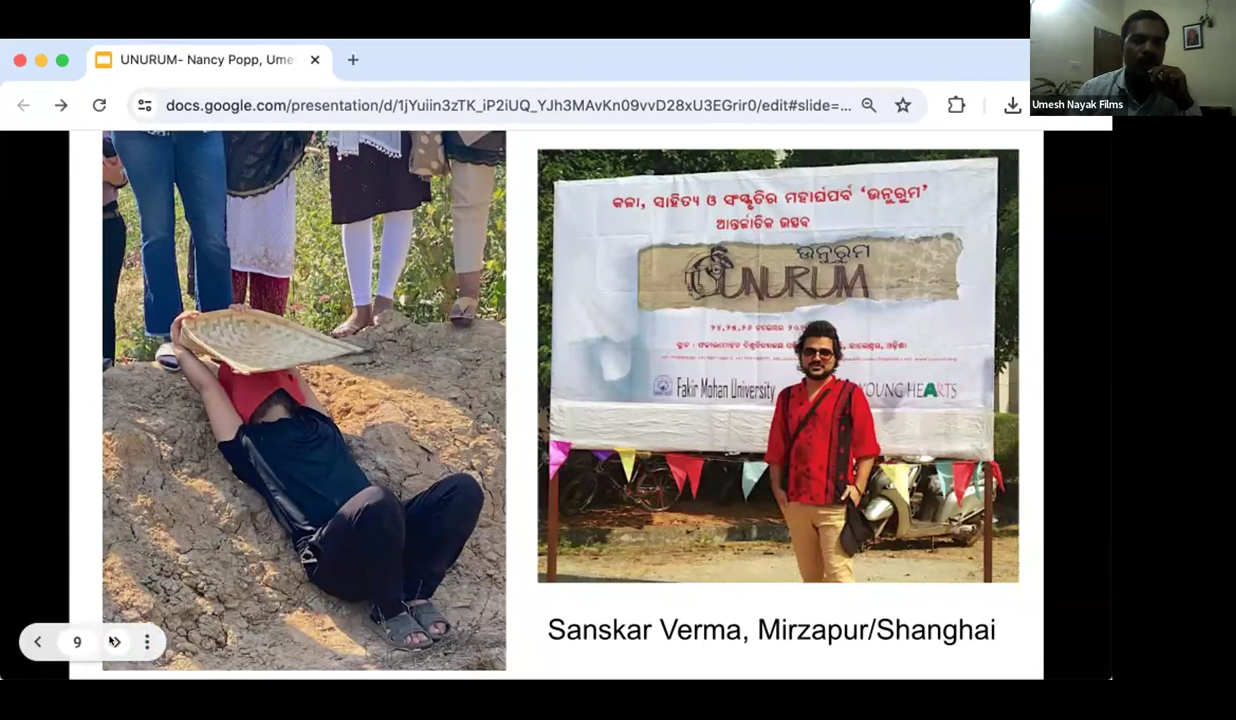 UNURUM- Nancy Popp, Ume
docs.google.com/presentation/d/1jYuiin3zTK_iP2iUQ_YJh3MAvKn09vvD28xU3EGrir0/edit#slide=...
Umesh Nayak Films
କଳା, ସାହିତ୍ୟ ଓ ସଂସ୍କୃତିର ମହାର୍ଘପର୍ବ ‘ଉନୁରୁମ’
ଆନ୍ତର୍ଜାତିକ ଉତ୍ସବ
ଉନୁରୁମ
UNURUM
Fakir Mohan University
YOUNG HEARTS
9
Sanskar Verma, Mirzapur/Shanghai